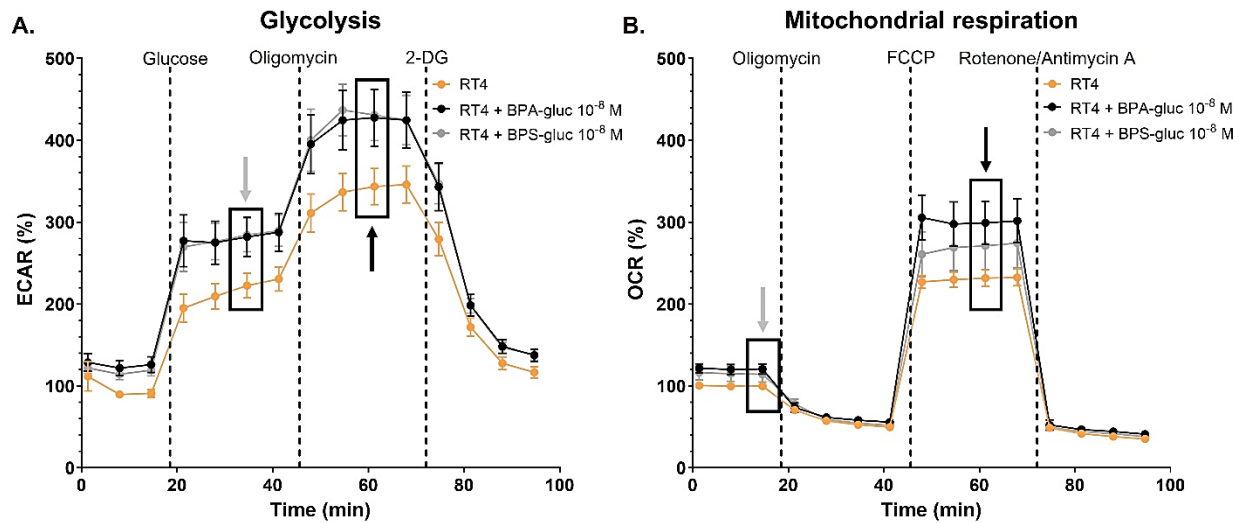 A.
Glycolysis
Glucose
Oligomycin
2-DG
RT4
RT4 + BPA-gluc 10⁻⁸ M
RT4 + BPS-gluc 10⁻⁸ M
ECAR (%)
500
400
300
200
100
0
0 20 40 60 80 100
Time (min)
B.
Mitochondrial respiration
Oligomycin
FCCP
Rotenone/Antimycin A
RT4
RT4 + BPA-gluc 10⁻⁸ M
RT4 + BPS-gluc 10⁻⁸ M
OCR (%)
500
400
300
200
100
0
0 20 40 60 80 100
Time (min)